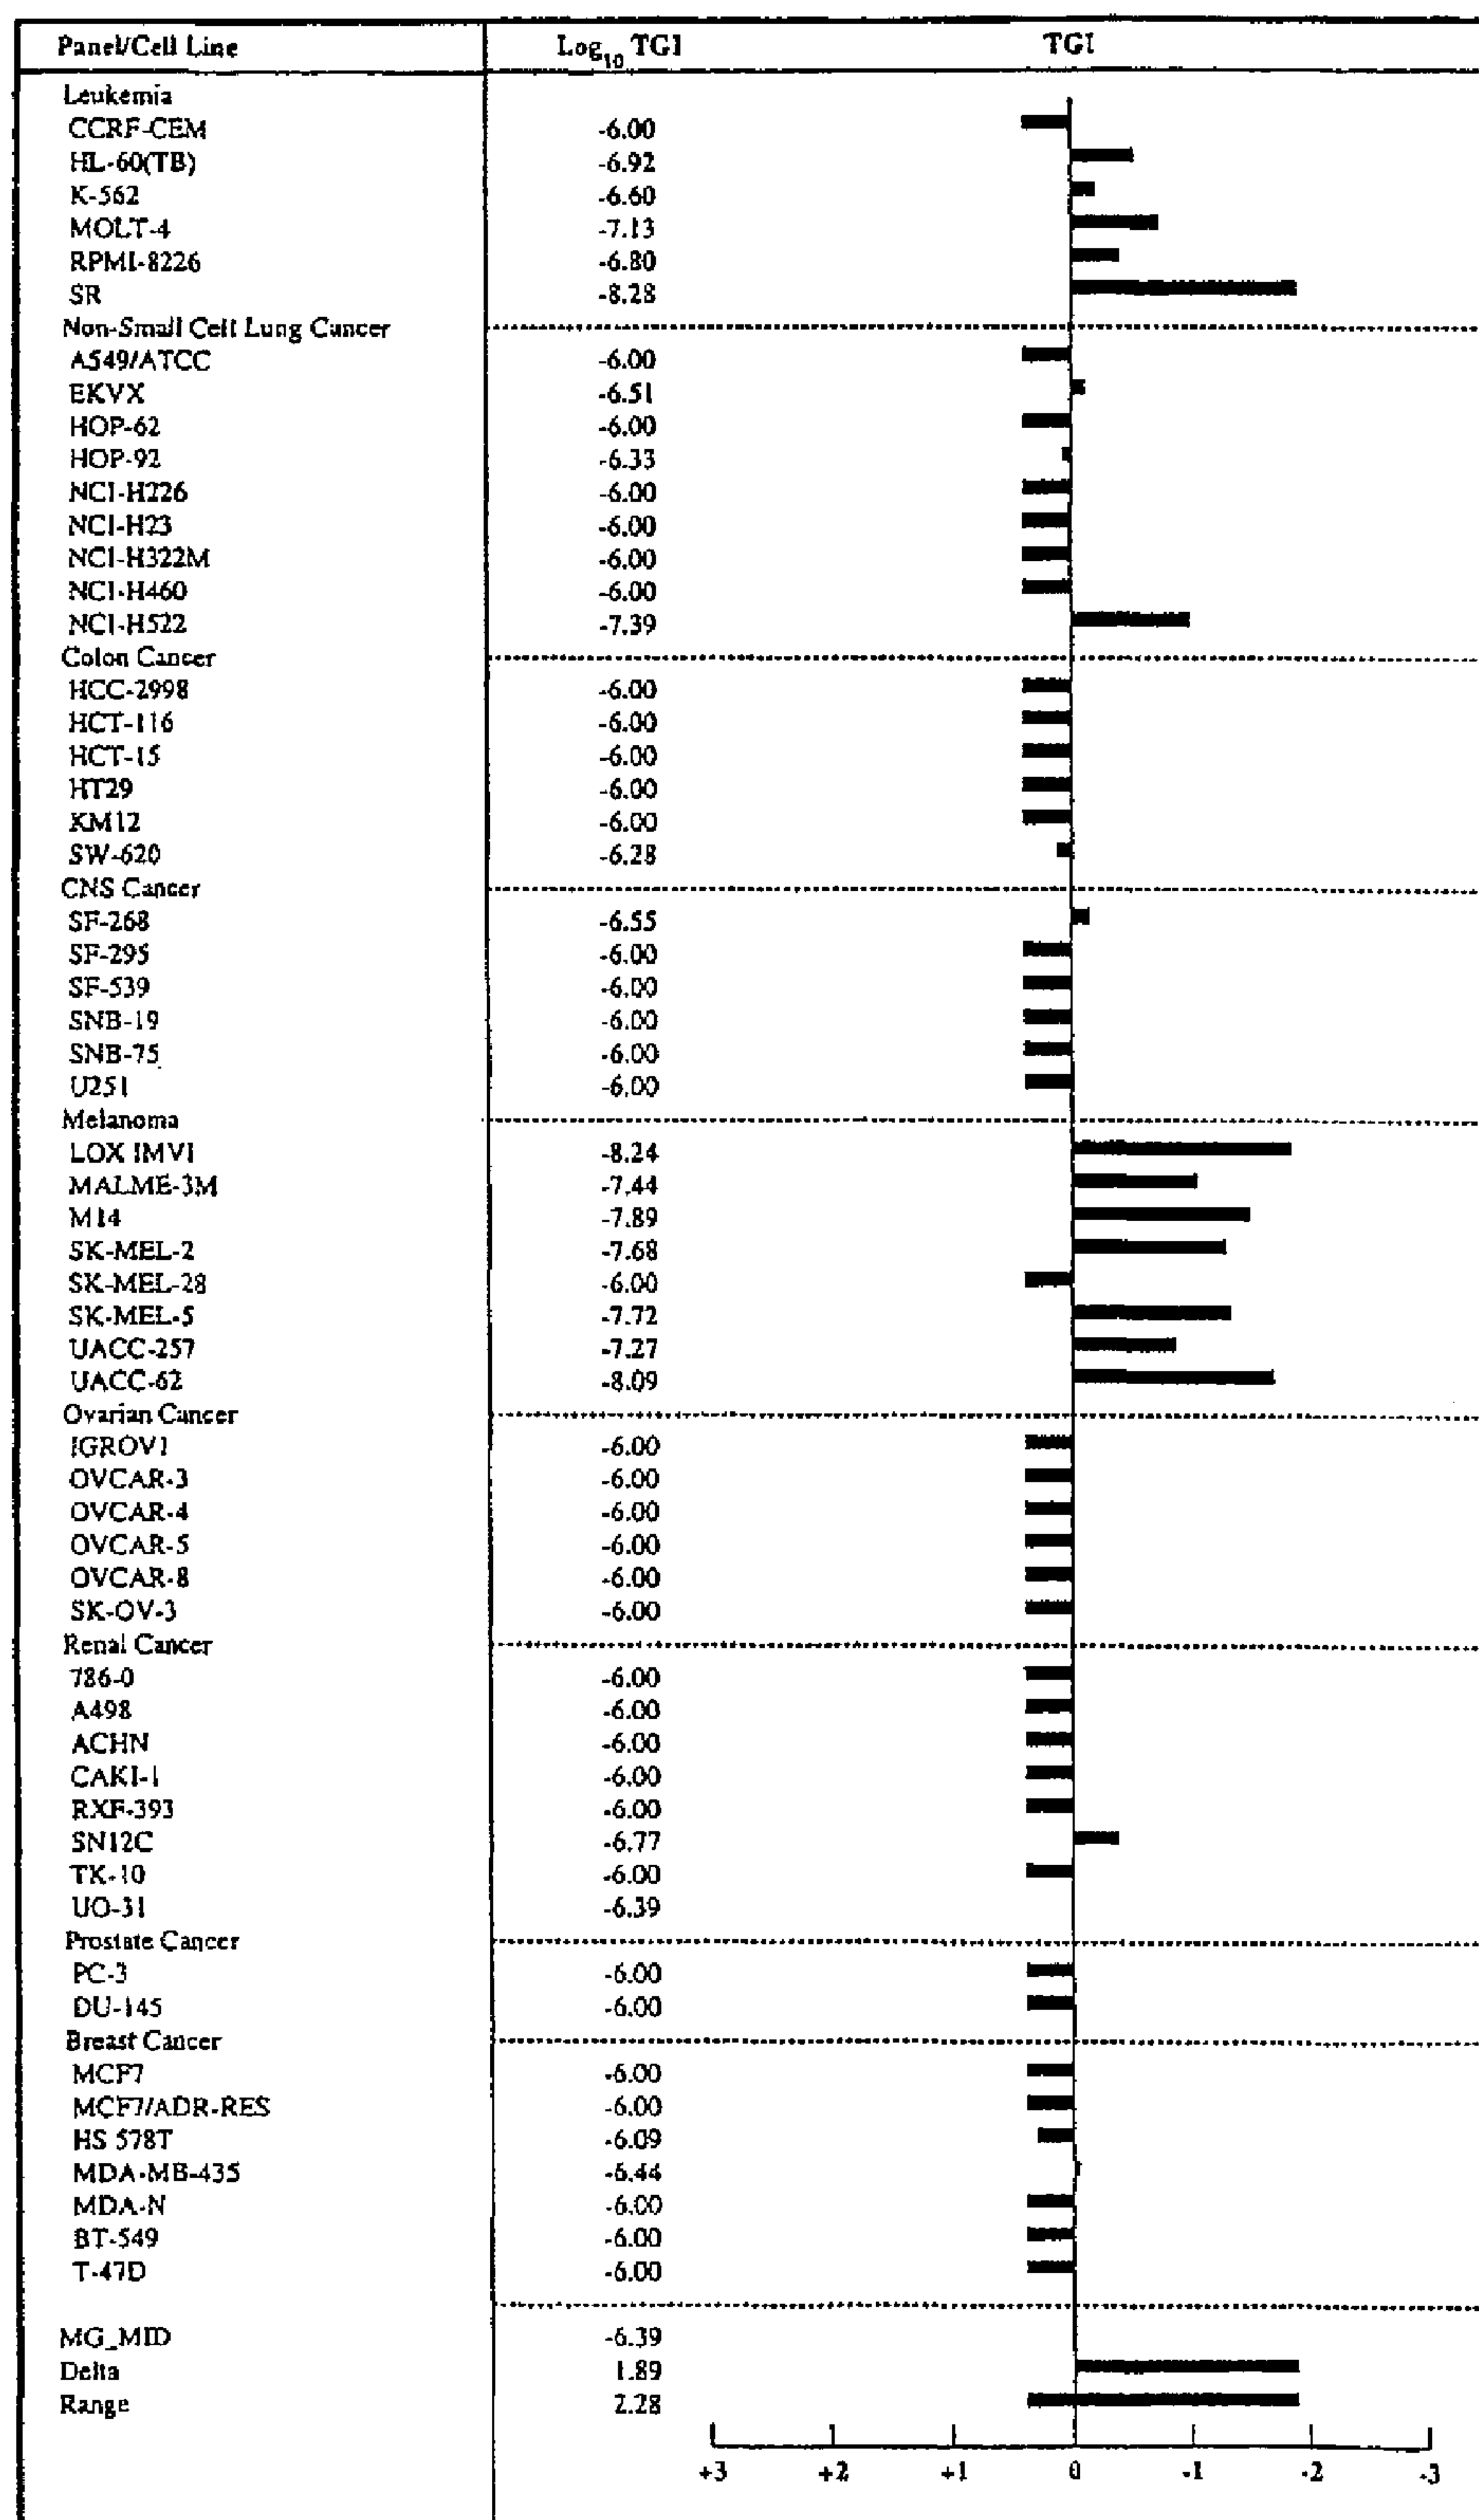 Panel/Cell Line Log10 TGI TGI
Leukemia
CCRF-CEM -6.00
HL-60(TB) -6.92
K-562 -6.60
MOLT-4 -7.13
RPMI-8226 -6.80
SR -8.28
Non-Small Cell Lung Cancer
A549/ATCC -6.00
EKVX -6.51
HOP-62 -6.00
HOP-92 -6.33
NCI-H226 -6.00
NCI-H23 -6.00
NCI-H322M -6.00
NCI-H460 -6.00
NCI-H522 -7.39
Colon Cancer
HCC-2998 -6.00
HCT-116 -6.00
HCT-15 -6.00
HT29 -6.00
KM12 -6.00
SW-620 -6.28
CNS Cancer
SF-268 -6.55
SF-295 -6.00
SF-539 -6.00
SNB-19 -6.00
SNB-75 -6.00
U251 -6.00
Melanoma
LOX IMVI -8.24
MALME-3M -7.44
M14 -7.89
SK-MEL-2 -7.68
SK-MEL-28 -6.00
SK-MEL-5 -7.72
UACC-257 -7.27
UACC-62 -8.09
Ovarian Cancer
IGROV1 -6.00
OVCAR-3 -6.00
OVCAR-4 -6.00
OVCAR-5 -6.00
OVCAR-8 -6.00
SK-OV-3 -6.00
Renal Cancer
786-0 -6.00
A498 -6.00
ACHN -6.00
CAKI-1 -6.00
RXF-393 -6.00
SN12C -6.77
TK-10 -6.00
UO-31 -6.39
Prostate Cancer
PC-3 -6.00
DU-145 -6.00
Breast Cancer
MCF7 -6.00
MCF7/ADR-RES -6.00
HS 578T -6.09
MDA-MB-435 -6.44
MDA-N -6.00
BT-549 -6.00
T-47D -6.00
MG_MID -6.39
Delta 1.89
Range 2.28
+3 +2 +1 0 -1 -2 -3